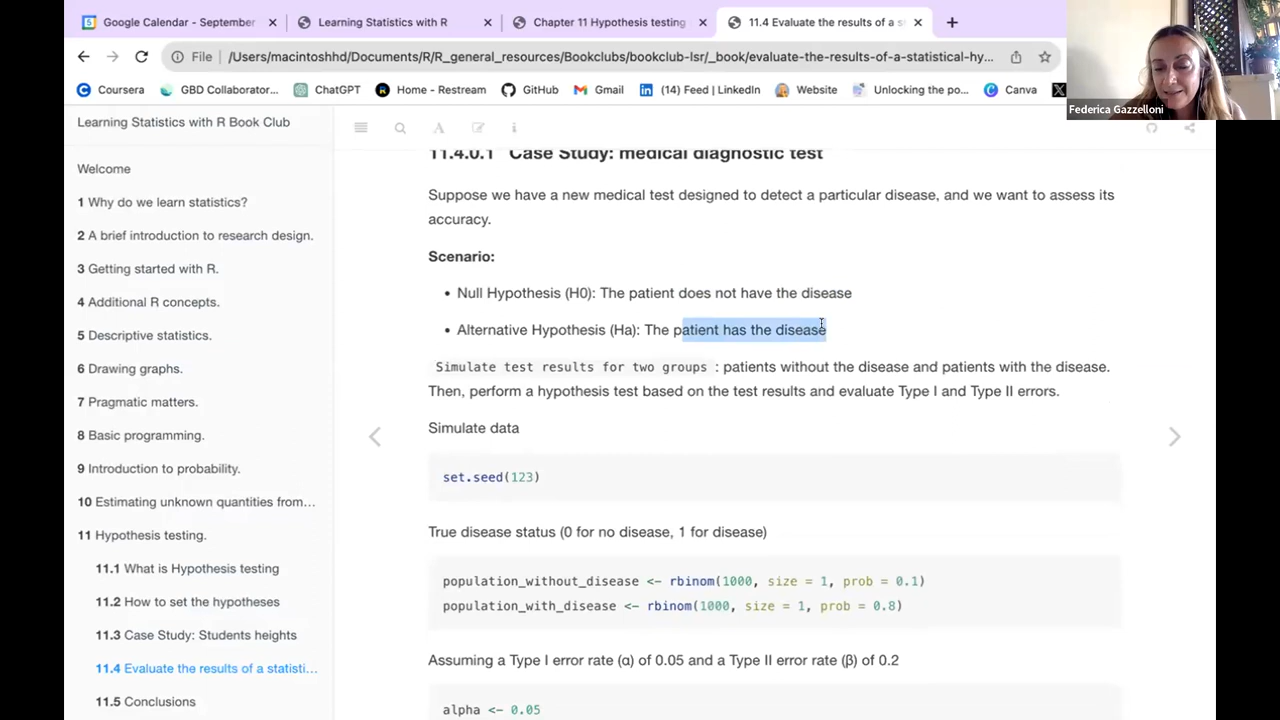 Google Calendar - September
Learning Statistics with R
Chapter 11 Hypothesis testing
11.4 Evaluate the results of a s
File
/Users/macintoshhd/Documents/R/R_general_resources/Bookclubs/bookclub-lsr/_book/evaluate-the-results-of-a-statistical-hy...
Coursera
GBD Collaborator...
ChatGPT
Home - Restream
GitHub
Gmail
(14) Feed | LinkedIn
Website
Unlocking the po...
Canva
Federica Gazzelloni
Learning Statistics with R Book Club
Welcome
1 Why do we learn statistics?
2 A brief introduction to research design.
3 Getting started with R.
4 Additional R concepts.
5 Descriptive statistics.
6 Drawing graphs.
7 Pragmatic matters.
8 Basic programming.
9 Introduction to probability.
10 Estimating unknown quantities from...
11 Hypothesis testing.
11.1 What is Hypothesis testing
11.2 How to set the hypotheses
11.3 Case Study: Students heights
11.4 Evaluate the results of a statisti...
11.5 Conclusions
11.4.0.1 Case Study: medical diagnostic test
Suppose we have a new medical test designed to detect a particular disease, and we want to assess its
accuracy.
Scenario:
• Null Hypothesis (H0): The patient does not have the disease
• Alternative Hypothesis (Ha): The patient has the disease
Simulate test results for two groups : patients without the disease and patients with the disease.
Then, perform a hypothesis test based on the test results and evaluate Type I and Type II errors.
Simulate data
set.seed(123)
True disease status (0 for no disease, 1 for disease)
population_without_disease <- rbinom(1000, size = 1, prob = 0.1)
population_with_disease <- rbinom(1000, size = 1, prob = 0.8)
Assuming a Type I error rate (α) of 0.05 and a Type II error rate (β) of 0.2
alpha <- 0.05